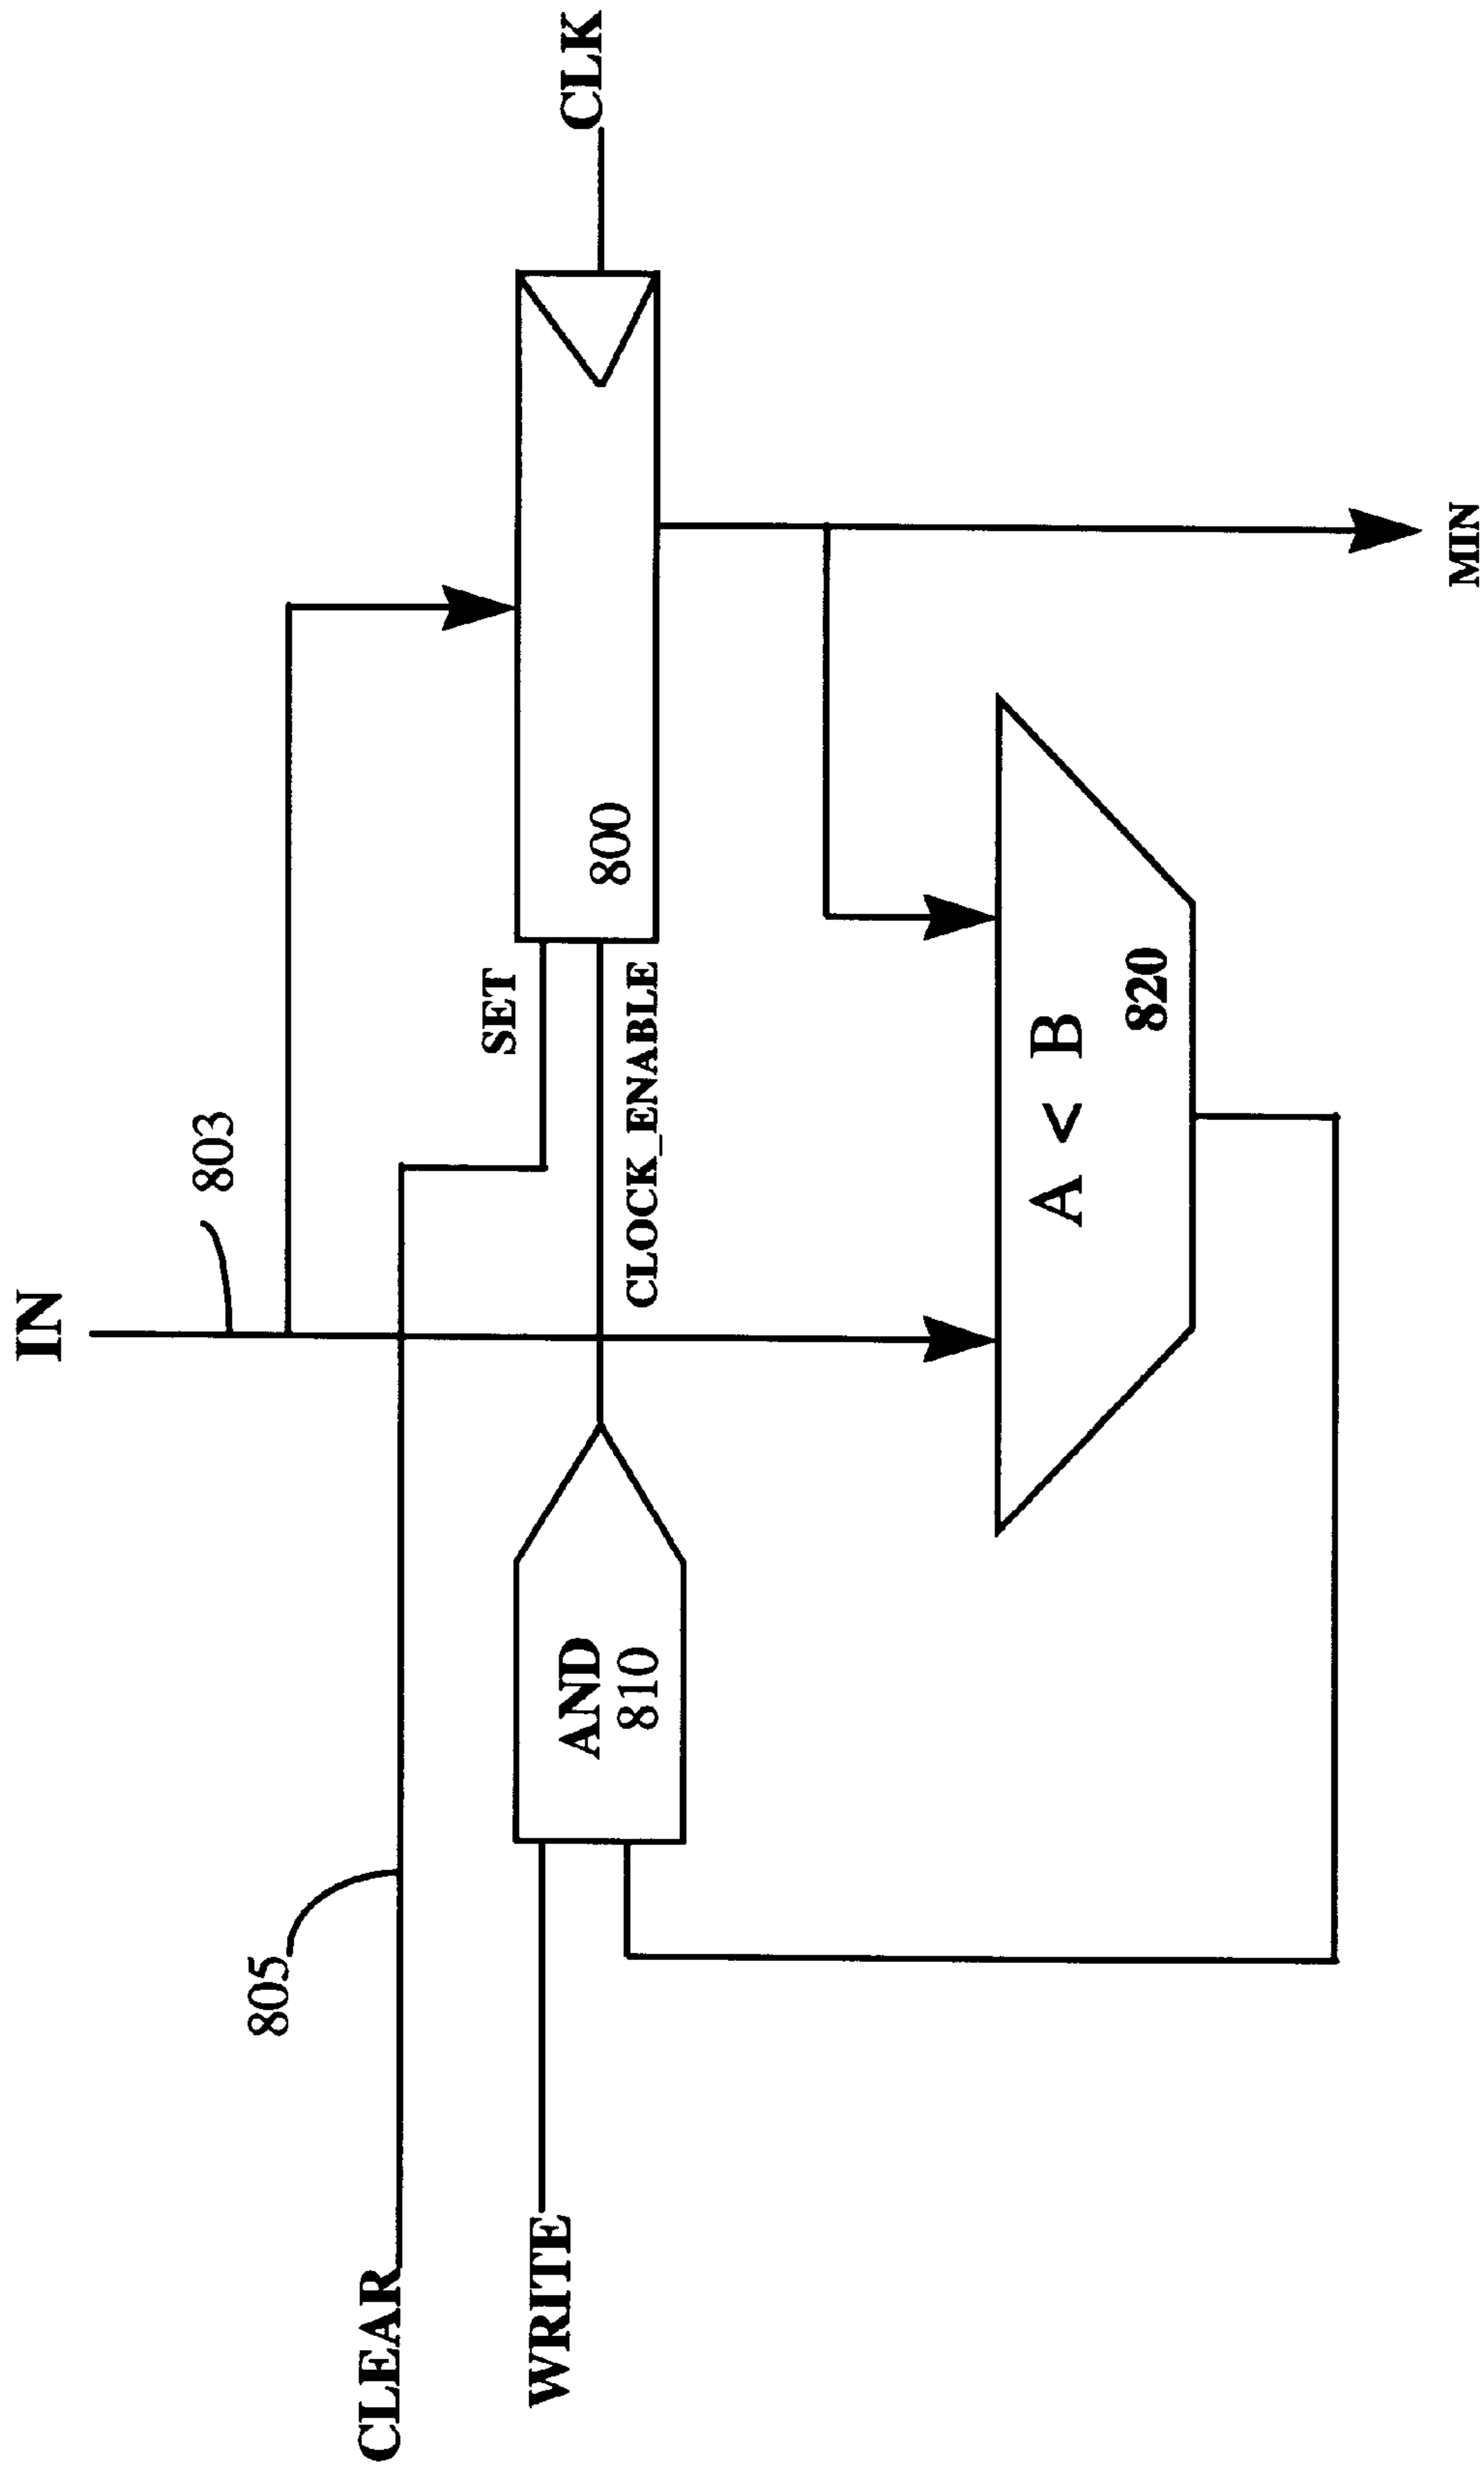 IN
803
805
CLEAR
SET
CLK
WRITE
AND
810
CLOCK_ENABLE
800
A < B
820
MIN